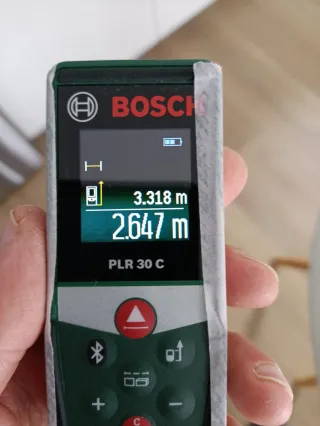 BOSCH
3.318 m
2.647 m
PLR 30 C
+
−
C